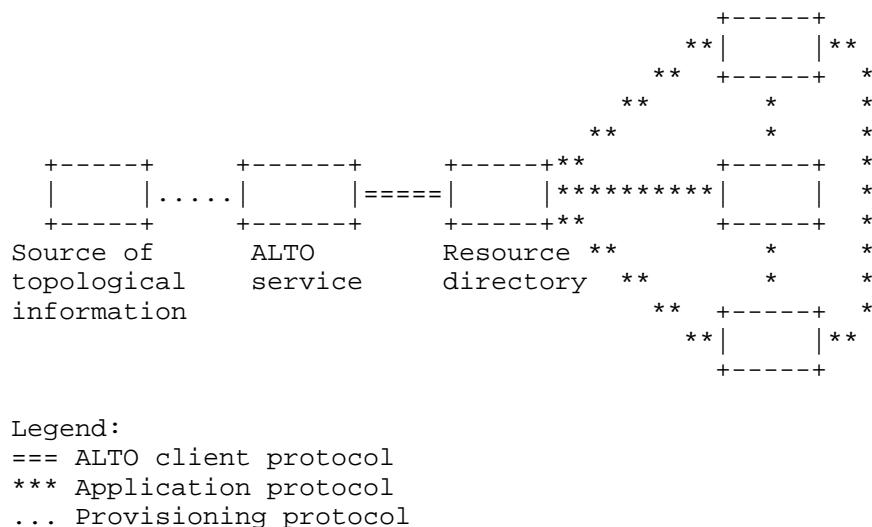 +-----+
                                          **|     |**
                                        **  +-----+  *
                                      **       *     *
                                    **         *     *
  +-----+     +------+     +-----+**        +-----+  *
  |     |.....|      |=====|     |**********|     |  *
  +-----+     +------+     +-----+**        +-----+  *
Source of    ALTO        Resource **         *     *
topological  service     directory  **       *     *
information                             **  +-----+  *
                                          **|     |**
                                            +-----+
Legend:
=== ALTO client protocol
*** Application protocol
... Provisioning protocol